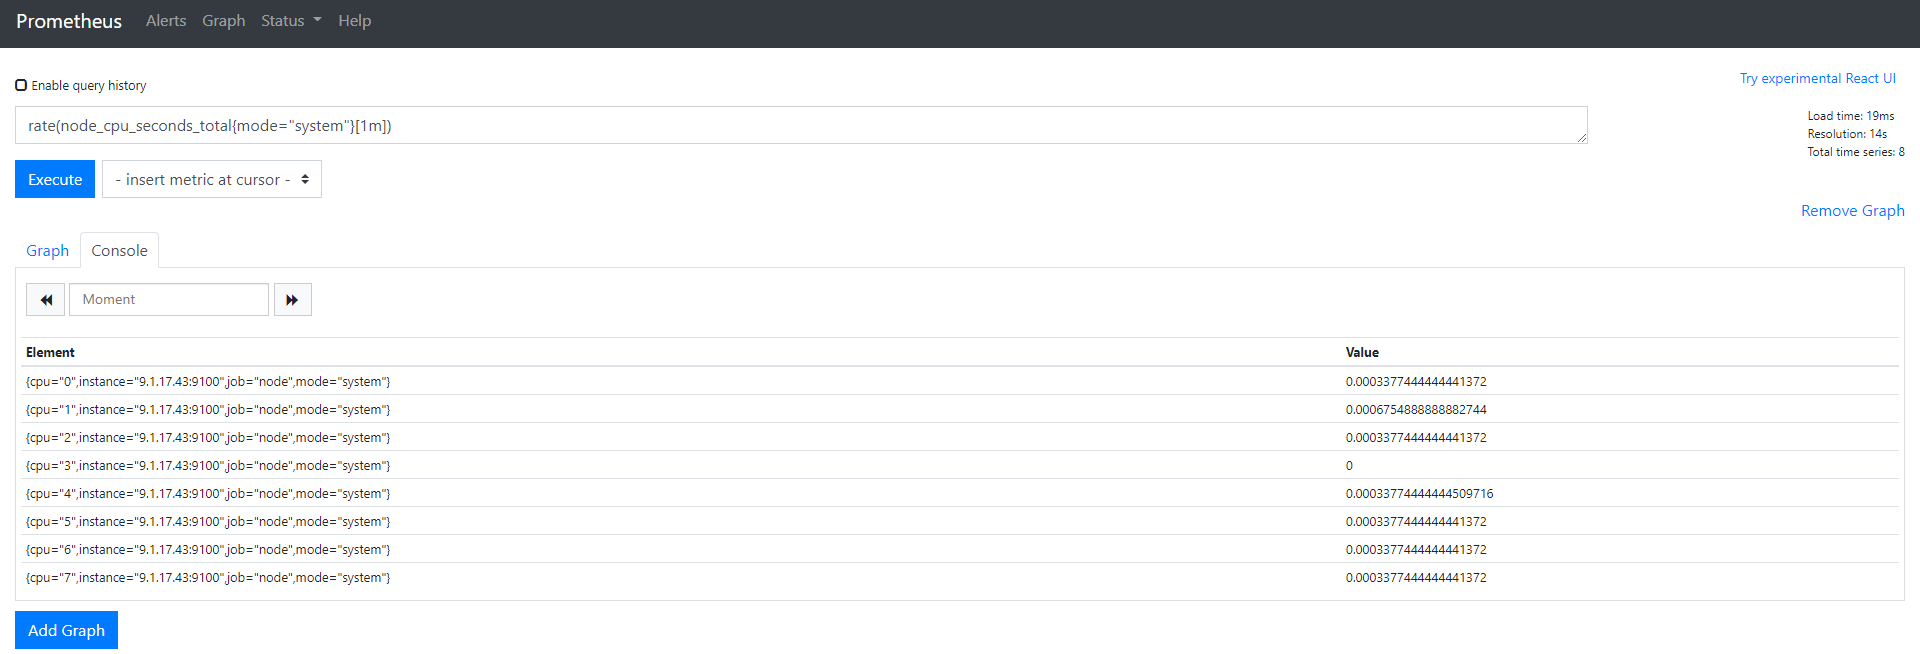 Prometheus Alerts Graph Status Help
Enable query history
Try experimental React UI
rate(node_cpu_seconds_total{mode="system"}[1m])
Load time: 19ms
Resolution: 14s
Total time series: 8
Execute - insert metric at cursor -
Remove Graph
Graph Console
Moment
Element Value
{cpu="0",instance="9.1.17.43:9100",job="node",mode="system"} 0.0003377444444441372
{cpu="1",instance="9.1.17.43:9100",job="node",mode="system"} 0.0006754888888882744
{cpu="2",instance="9.1.17.43:9100",job="node",mode="system"} 0.0003377444444441372
{cpu="3",instance="9.1.17.43:9100",job="node",mode="system"} 0
{cpu="4",instance="9.1.17.43:9100",job="node",mode="system"} 0.00033774444444509716
{cpu="5",instance="9.1.17.43:9100",job="node",mode="system"} 0.0003377444444441372
{cpu="6",instance="9.1.17.43:9100",job="node",mode="system"} 0.0003377444444441372
{cpu="7",instance="9.1.17.43:9100",job="node",mode="system"} 0.0003377444444441372
Add Graph